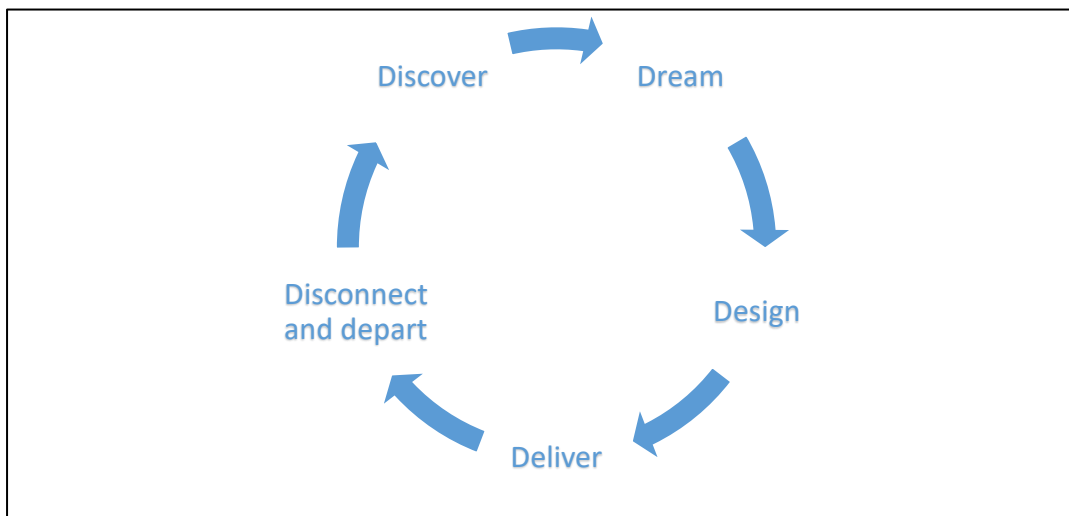 Discover
Dream
Design
Deliver
Disconnect
and depart